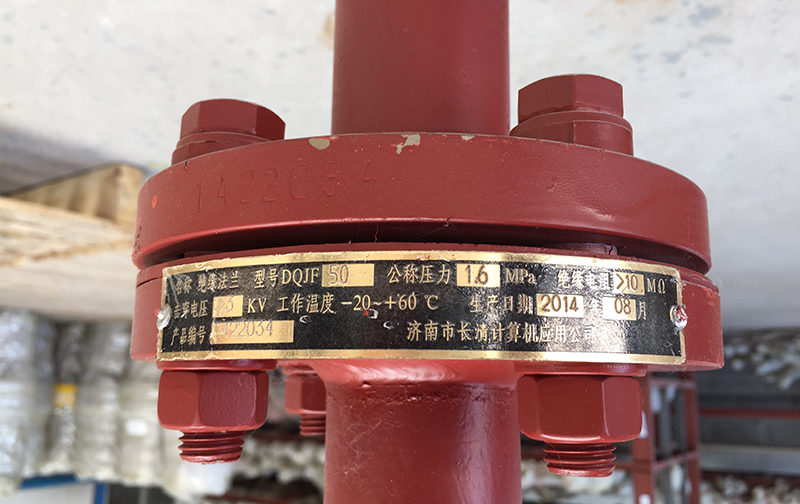 142203
名称 绝缘法兰 型号DQJF 50 公称压力 1.6 MPa 绝缘电阻 >10 MΩ
击穿电压 3 KV 工作温度 -20~+60℃ 生产日期 2014 年 08 月
产品编号 1422034 济南市长清计算机应用公司